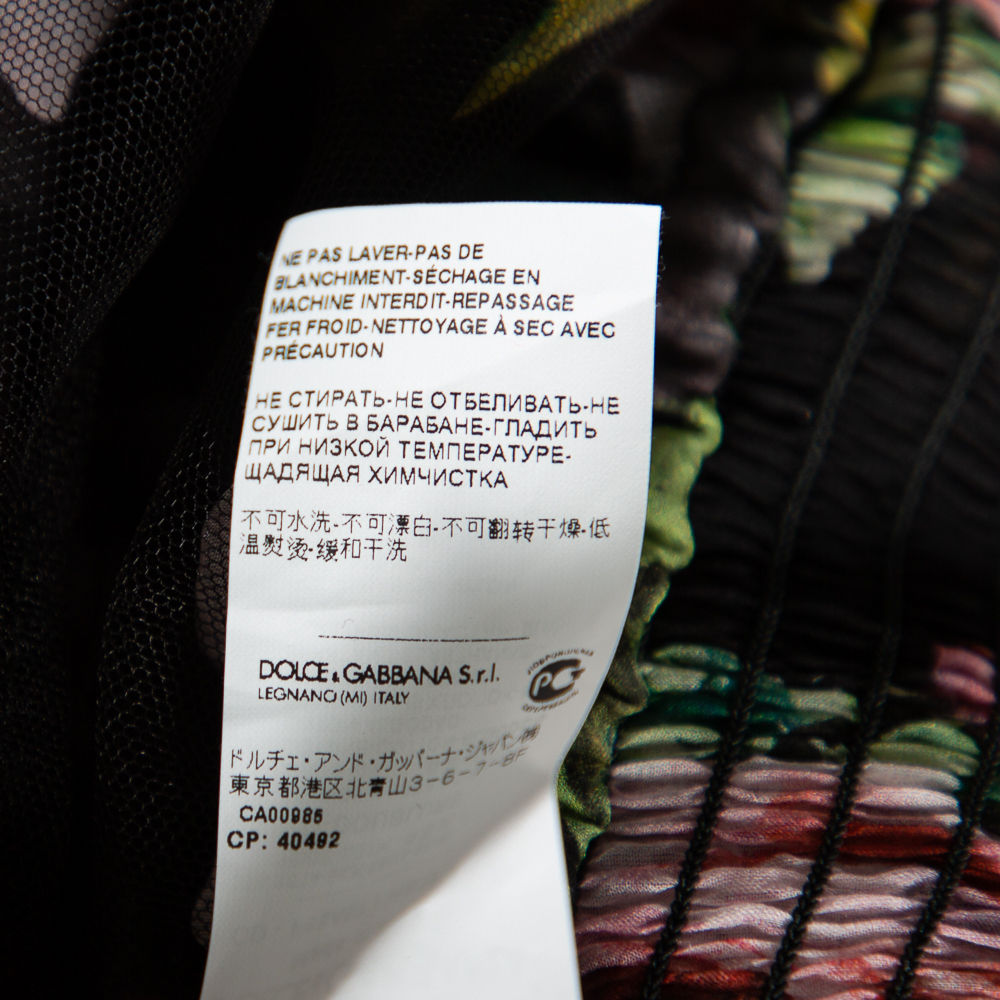 NE PAS LAVER-PAS DE
BLANCHIMENT-SÉCHAGE EN
MACHINE INTERDIT-REPASSAGE
FER FROID-NETTOYAGE À SEC AVEC
PRÉCAUTION
НЕ СТИРАТЬ-НЕ ОТБЕЛИВАТЬ-НЕ
СУШИТЬ В БАРАБАНЕ-ГЛАДИТЬ
ПРИ НИЗКОЙ ТЕМПЕРАТУРЕ-
ЩАДЯЩАЯ ХИМЧИСТКА
不可水洗-不可漂白-不可翻转干燥-低
温熨烫-缓和干洗
DOLCE & GABBANA S.r.l.
LEGNANO (MI) ITALY
PG
ドルチェ・アンド・ガッバーナ・ジャパン㈱
東京都港区北青山3-6-7-8F
CA00985
CP: 40492